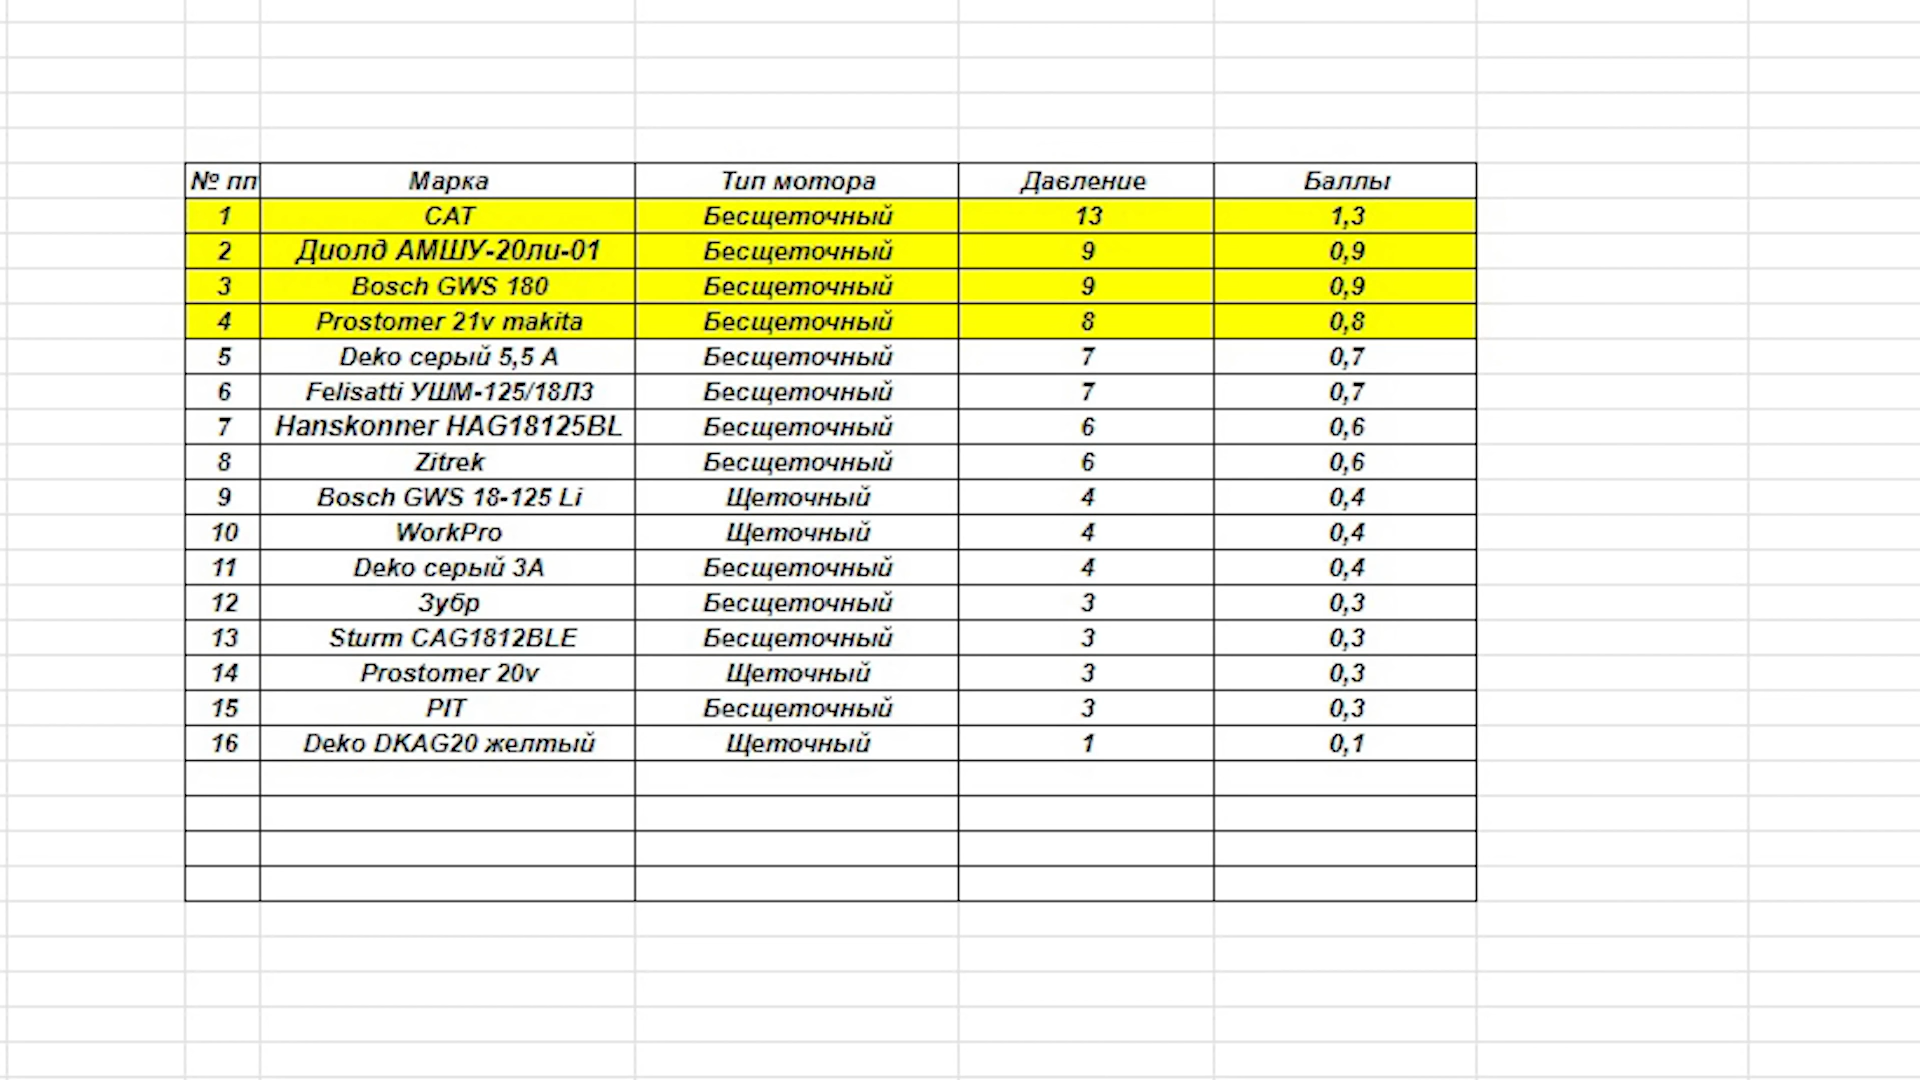 № пп Марка Тип мотора Давление Баллы
1 CAT Бесщеточный 13 1,3
2 Диолд АМШУ-20ли-01 Бесщеточный 9 0,9
3 Bosch GWS 180 Бесщеточный 9 0,9
4 Prostomer 21v makita Бесщеточный 8 0,8
5 Deko серый 5,5 А Бесщеточный 7 0,7
6 Felisatti УШМ-125/18ЛЗ Бесщеточный 7 0,7
7 Hanskonner HAG18125BL Бесщеточный 6 0,6
8 Zitrek Бесщеточный 6 0,6
9 Bosch GWS 18-125 Li Щеточный 4 0,4
10 WorkPro Щеточный 4 0,4
11 Deko серый 3А Бесщеточный 4 0,4
12 Зубр Бесщеточный 3 0,3
13 Sturm CAG1812BLE Бесщеточный 3 0,3
14 Prostomer 20v Щеточный 3 0,3
15 PIT Бесщеточный 3 0,3
16 Deko DKAG20 желтый Щеточный 1 0,1